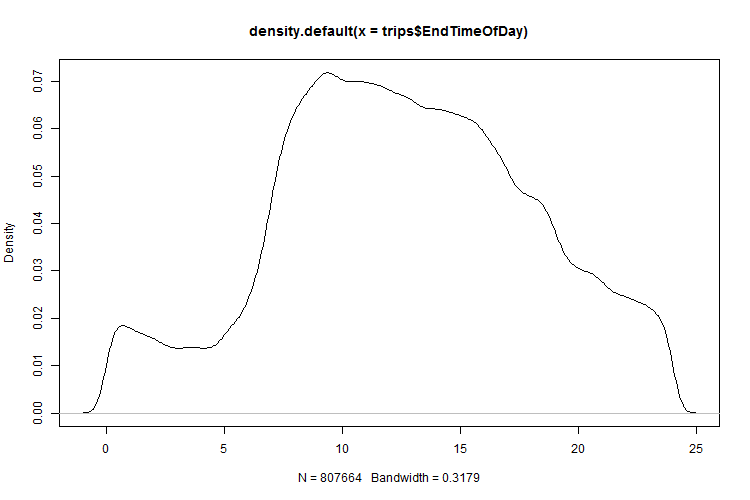 density.default(x = trips$EndTimeOfDay)
Density
0.07
0.06
0.05
0.04
0.03
0.02
0.01
0.00
0 5 10 15 20 25
N = 807664 Bandwidth = 0.3179